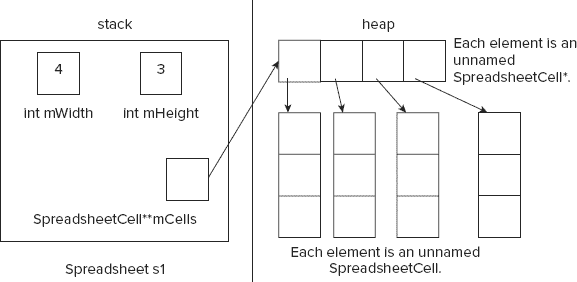 stack
heap
4
3
int mWidth
int mHeight
SpreadsheetCell**mCells
Spreadsheet s1
Each element is an
unnamed
SpreadsheetCell*.
Each element is an unnamed
SpreadsheetCell.